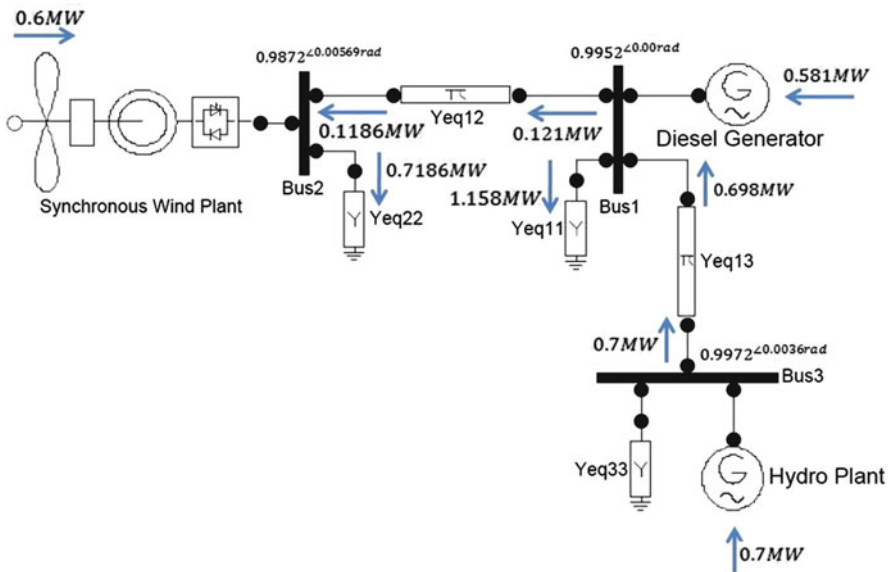 0.6MW
0.9872∠0.00569rad
0.9952∠0.00rad
G
0.581MW
π
Yeq12
0.1186MW
0.121MW
Diesel Generator
0.7186MW
Bus2
Synchronous Wind Plant
Y
Yeq22
1.158MW
Bus1
0.698MW
Yeq11
Y
π
Yeq13
0.7MW
0.9972∠0.0036rad
Bus3
Yeq33
Y
G
Hydro Plant
0.7MW